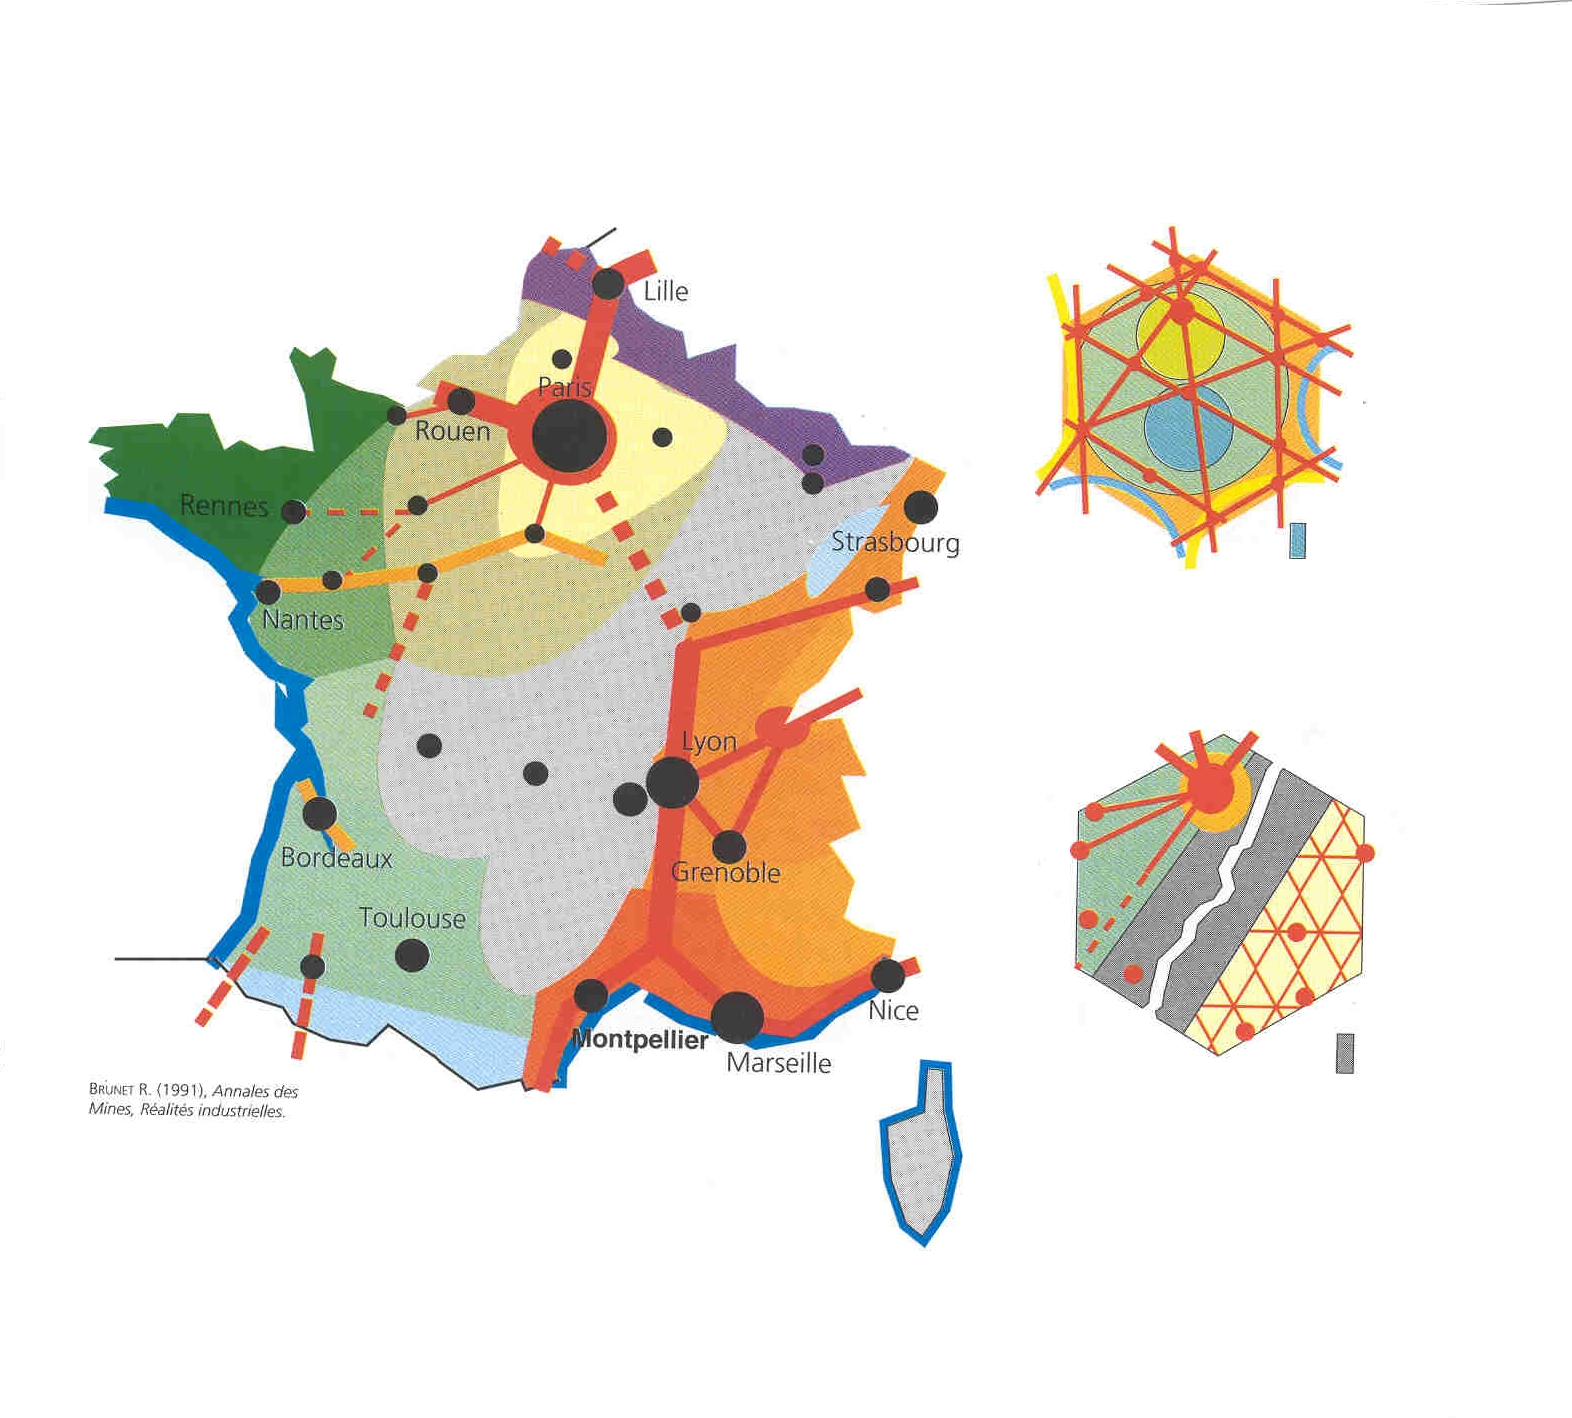 Lille
Paris
Rouen
Rennes
Strasbourg
Nantes
Lyon
Bordeaux
Grenoble
Toulouse
Nice
Montpellier
Marseille
BRUNET R. (1991), Annales des
Mines, Réalités industrielles.